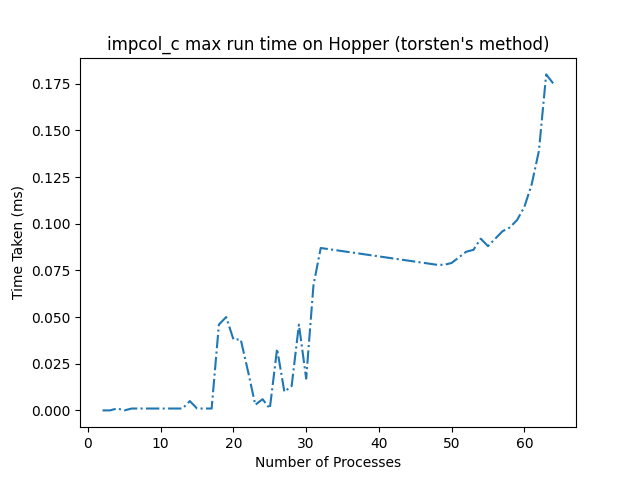 impcol_c max run time on Hopper (torsten's method)
Time Taken (ms)
0.175
0.150
0.125
0.100
0.075
0.050
0.025
0.000
0 10 20 30 40 50 60
Number of Processes